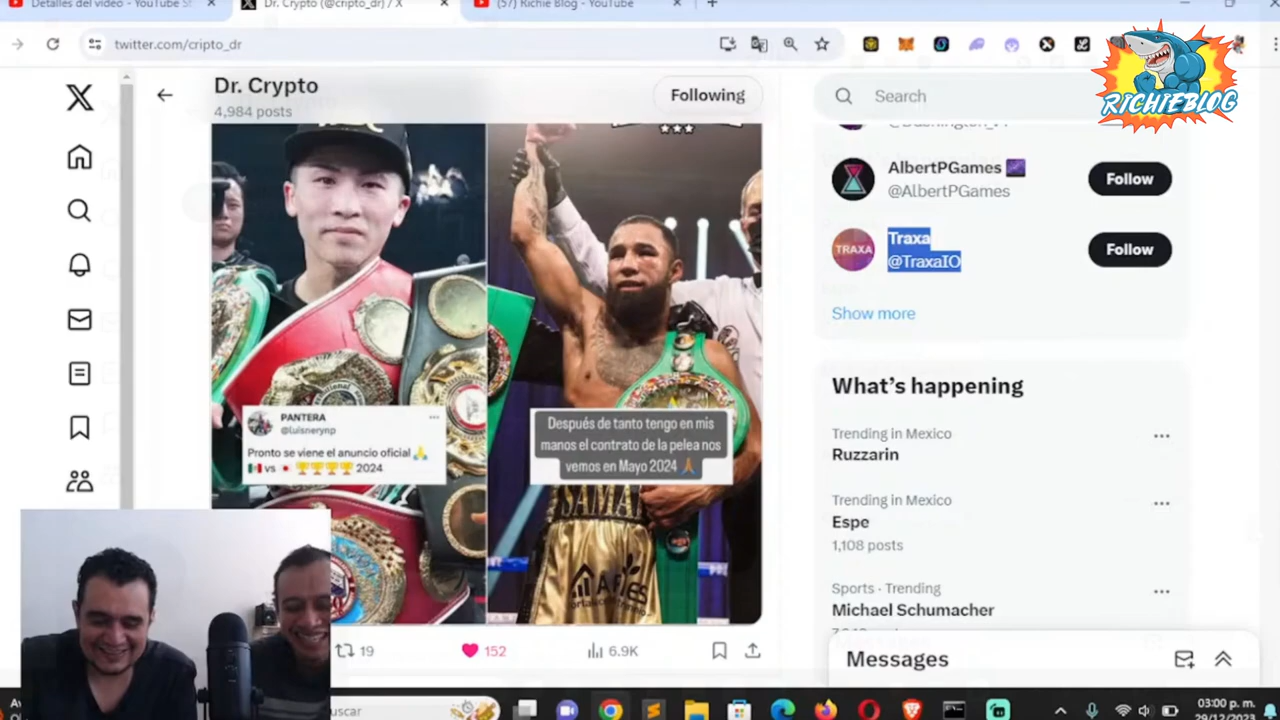 Detalles del video - YouTube St
Dr. Crypto (@cripto_dr) / X
(57) Richie Blog - YouTube
twitter.com/cripto_dr
RICHIEBLOG
Dr. Crypto
4,984 posts
Following
Search
AlbertPGames
@AlbertPGames
Follow
TRAXA
Traxa
@TraxaIO
Follow
Show more
What's happening
Trending in Mexico
Ruzzarin
Trending in Mexico
Espe
1,108 posts
Sports · Trending
Michael Schumacher
PANTERA
@luisnerynp
Pronto se viene el anuncio oficial
vs 2024
Después de tanto tengo en mis
manos el contrato de la pelea nos
vemos en Mayo 2024
SAMA
19
152
6.9K
Messages
uscar
03:00 p. m.
29/12/2023